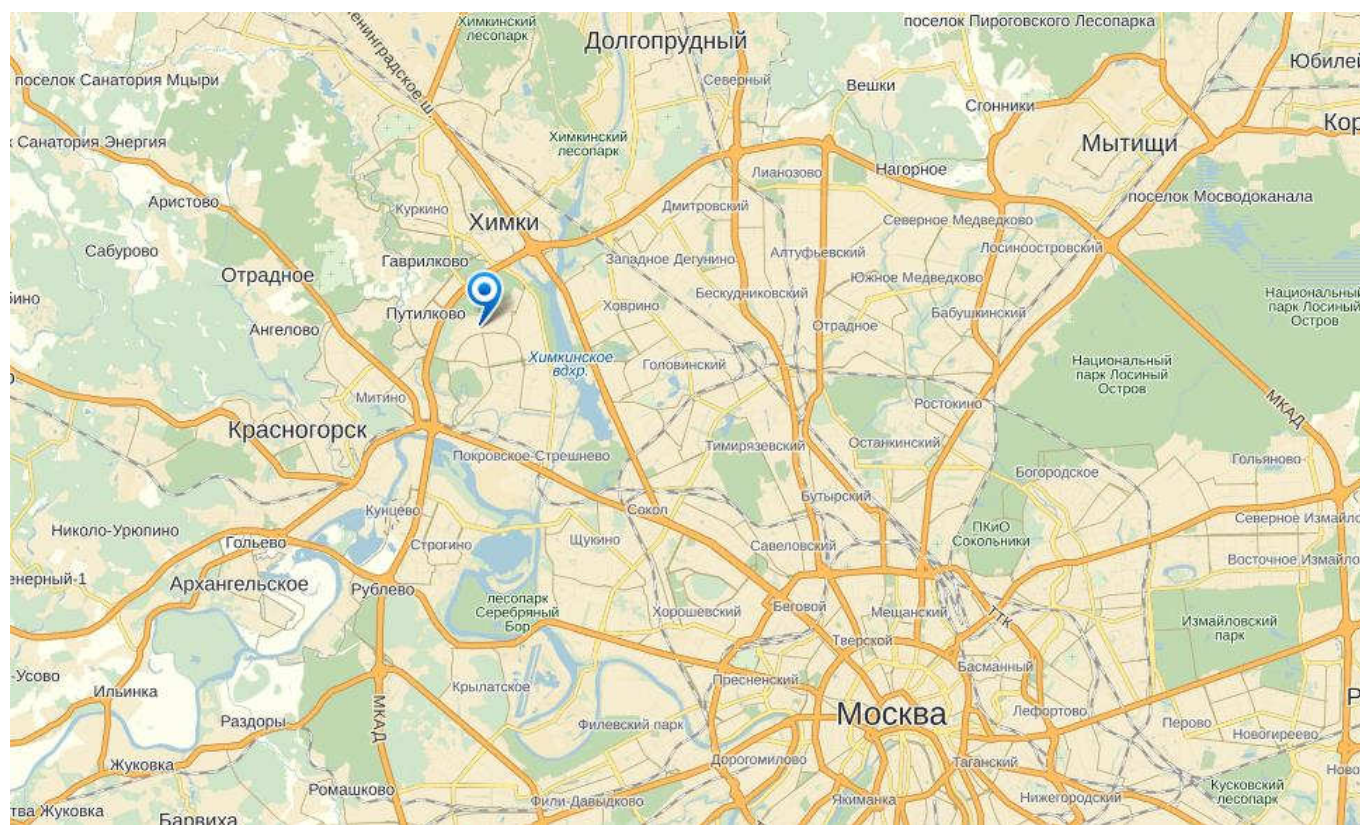 Химкинский
лесопарк
поселок Пироговского Лесопарка
Долгопрудный
Ленинградское ш.
Юбилей
поселок Санатория Мцыри
Северный
Вешки
Сгонники
Кор
Санатория Энергия
Химкинский
лесопарк
Мытищи
Лианозово
Нагорное
Аристово
поселок Мосводоканала
Куркино
Химки
Дмитровский
Северное Медведково
Сабурово
Гаврилково
Западное Дегунино
Алтуфьевский
Лосиноостровский
Отрадное
Южное Медведково
бино
Бескудниковский
Национальный
парк Лосиный
Остров
Путилково
Ховрино
Бабушкинский
Ангелово
Отрадное
Химкинское
вдхр.
Головинский
Национальный
парк Лосиный
Остров
Митино
Ростокино
МКАД
Красногорск
Тимирязевский
Останкинский
Покровское-Стрешнево
Гольяново
Богородское
Бутырский
Кунцево
Сокол
Николо-Урюпино
Северное Измайло
ПКиО
Сокольники
Гольево
Строгино
Щукино
Савеловский
Восточное Измайло
енерный-1
Архангельское
Рублево
лесопарк
Серебряный
Бор
Хорошевский
Беговой
Мещанский
ТТК
Измайловский
парк
Тверской
Басманный
-Усово
Пресненский
Ильинка
Крылатское
МКАД
Р
Раздоры
Филевский парк
Москва
Лефортово
Перово
Новогиреево
Жуковка
Дорогомилово
Таганский
Ново
Ромашково
Кусковский
лесопарк
тва Жуковка
Фили-Давыдково
Якиманка
Нижегородский
Барвиха